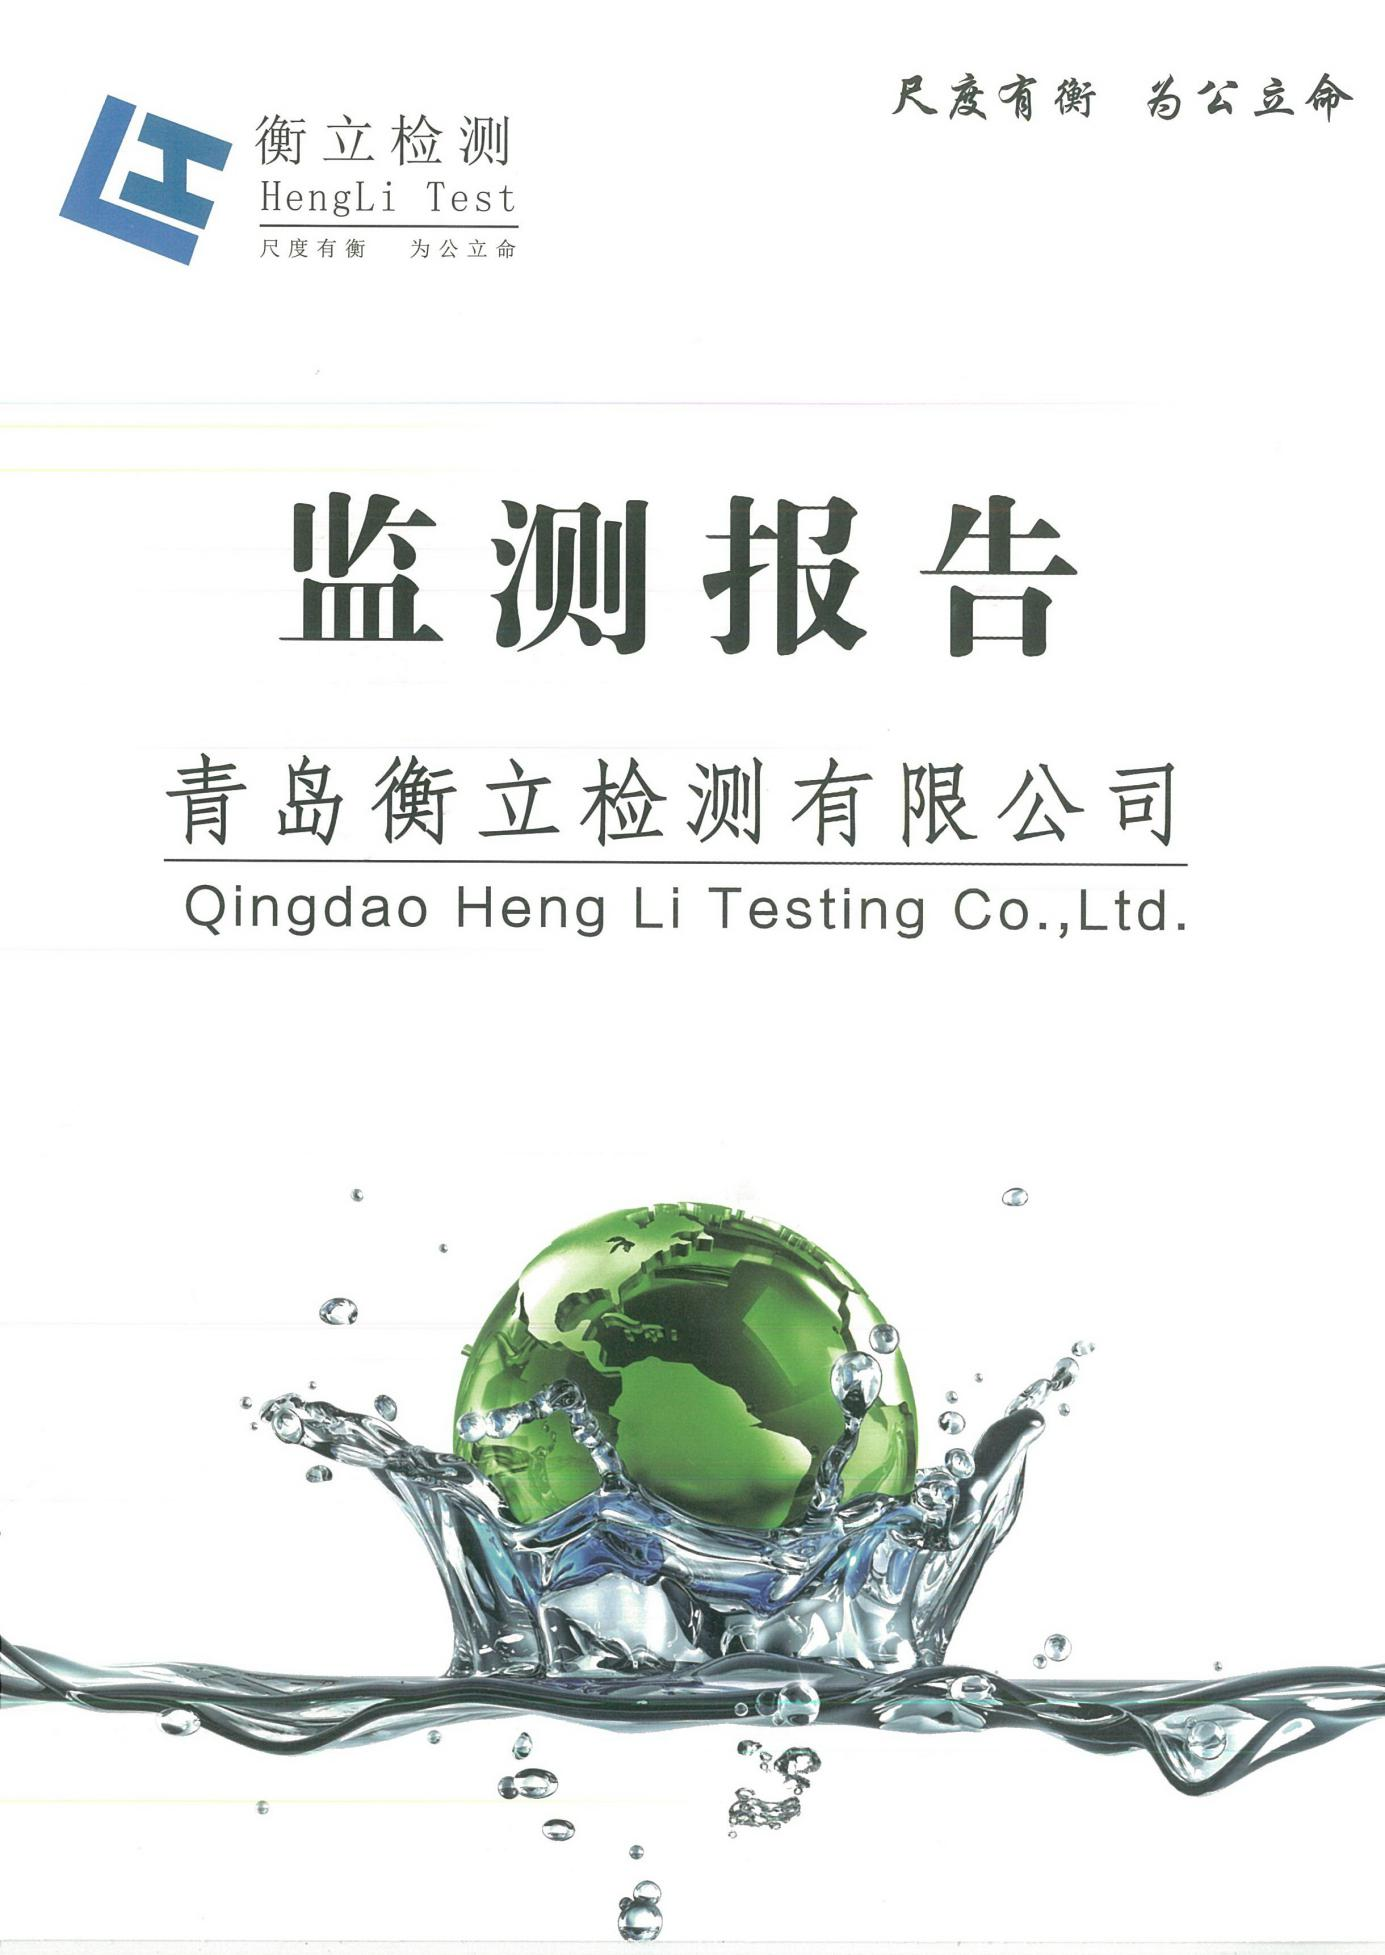 尺度有衡 为公立命
衡立检测
HengLi Test
尺度有衡 为公立命
监测报告
青岛衡立检测有限公司
Qingdao Heng Li Testing Co.,Ltd.